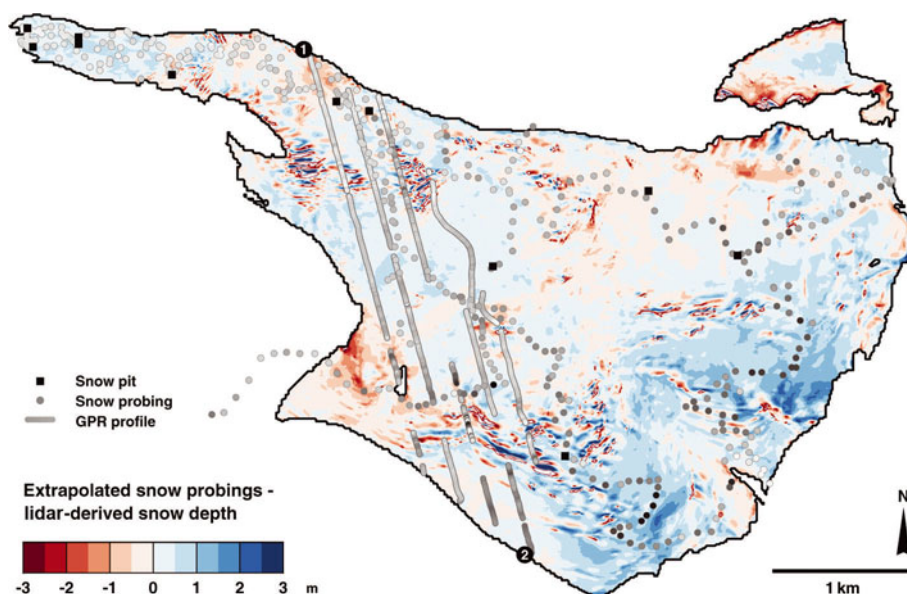 1
Snow pit
Snow probing
GPR profile
Extrapolated snow probings -
lidar-derived snow depth
-3 -2 -1 0 1 2 3 m
2
N
1 km